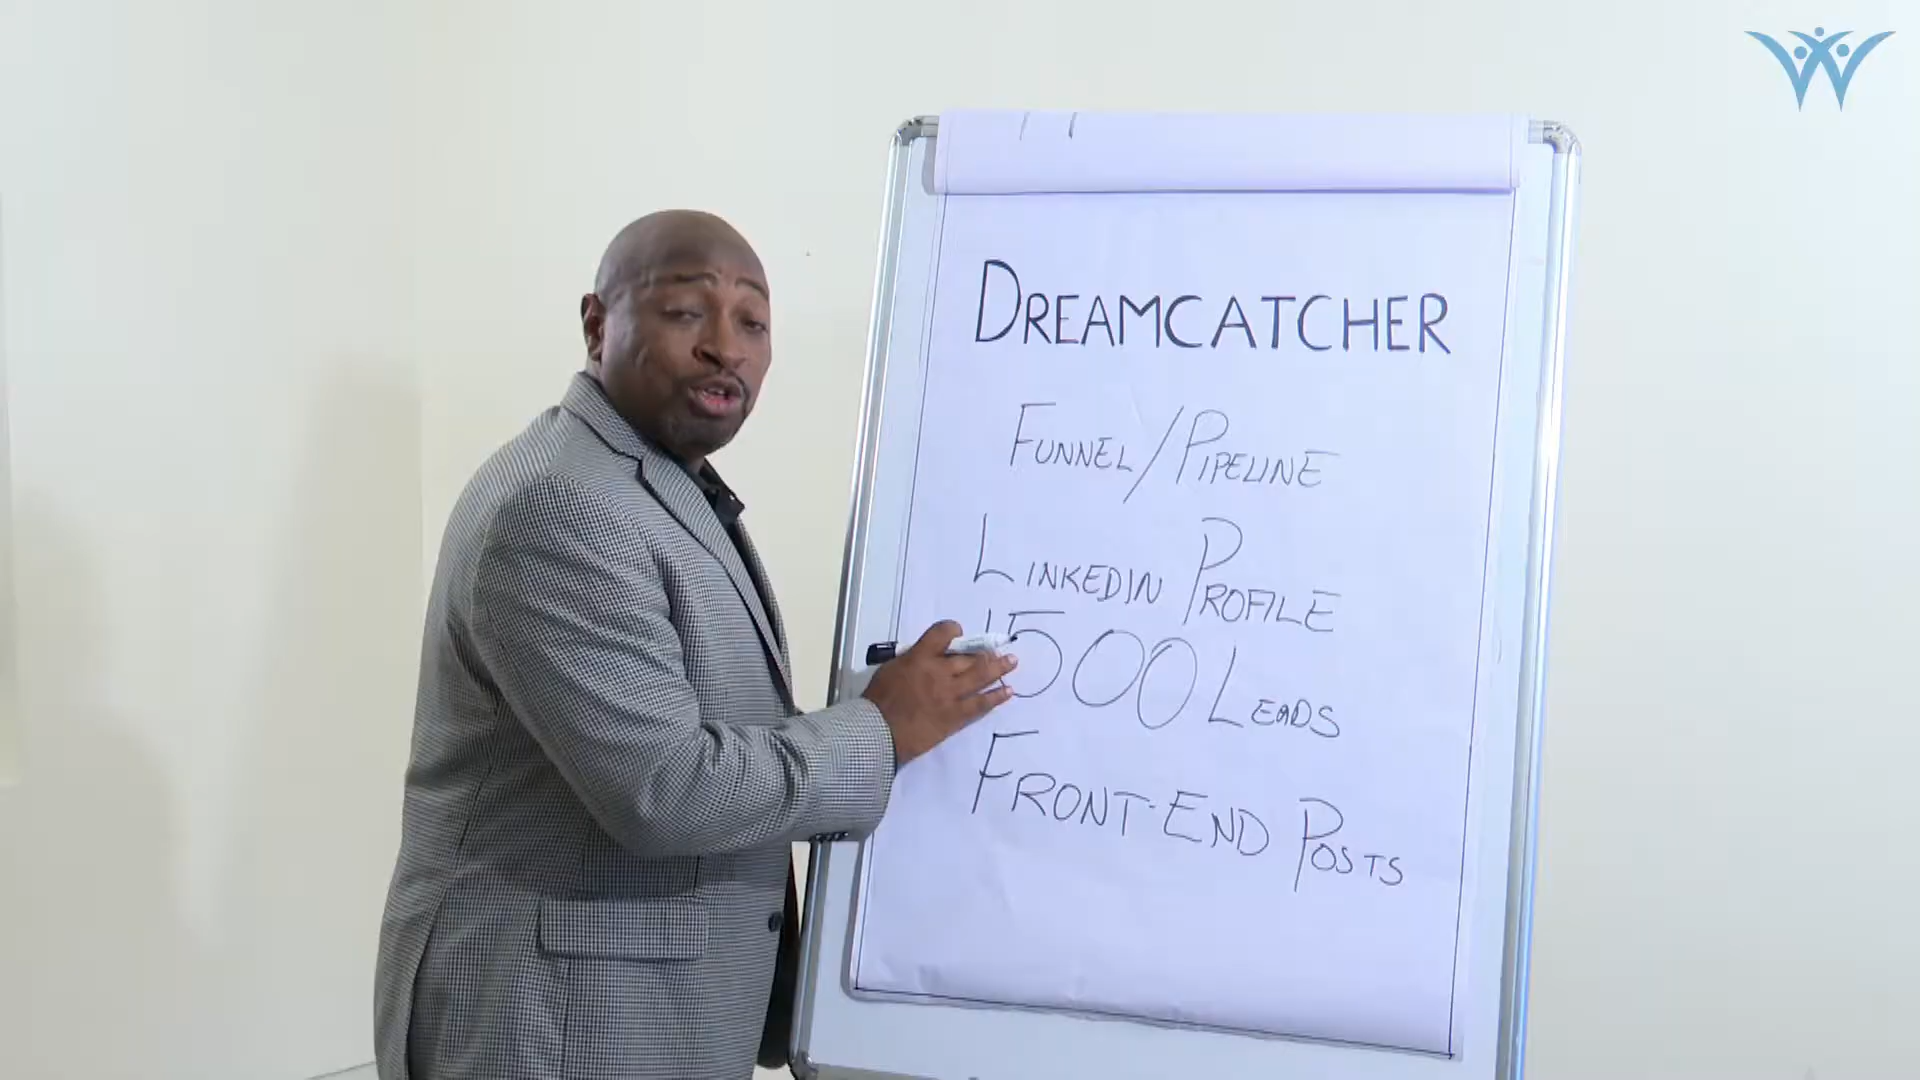 DREAMCATCHER
FUNNEL/PIPELINE
LINKEDIN PROFILE
1500 LEADS
FRONT-END POSTS